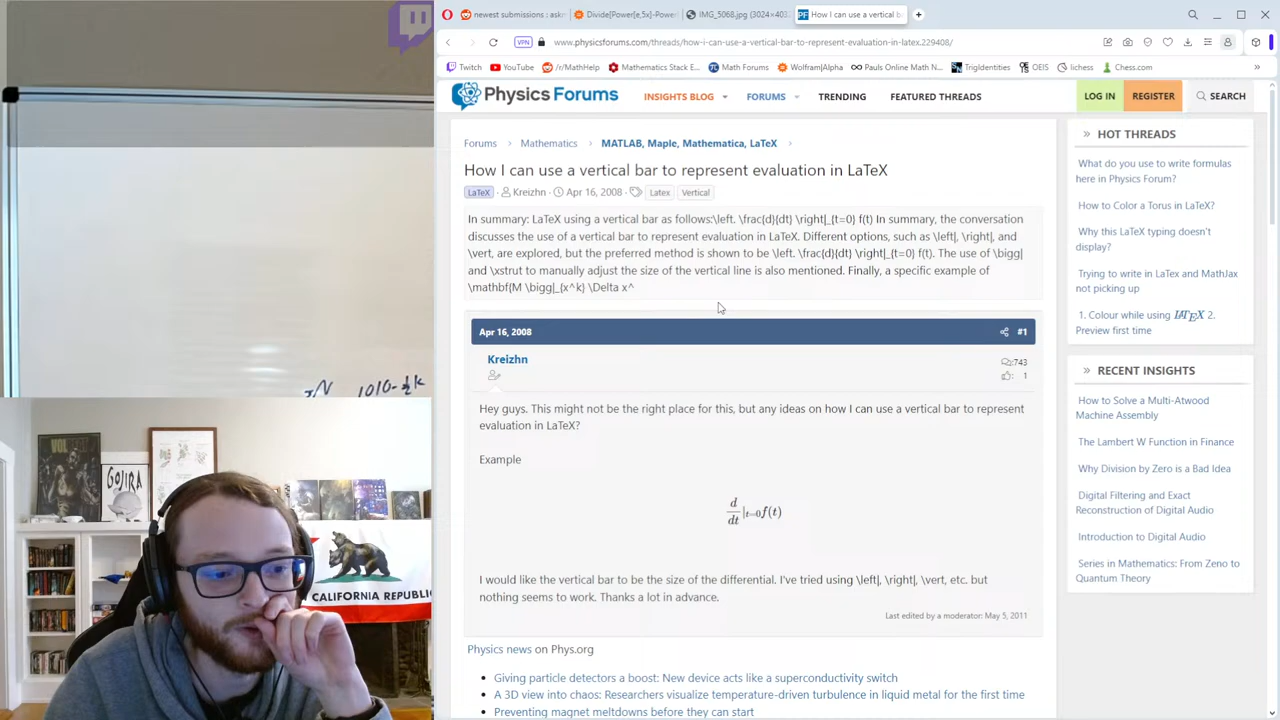 newest submissions : ask
Divide[Power[e,5x]-Power
IMG_5068.jpg (3024×403
How I can use a vertical b
VPN
www.physicsforums.com/threads/how-i-can-use-a-vertical-bar-to-represent-evaluation-in-latex.229408/
Twitch
YouTube
/r/MathHelp
Mathematics Stack E...
Math Forums
Wolfram|Alpha
Pauls Online Math N...
TrigIdentities
OEIS
lichess
Chess.com
Physics Forums
INSIGHTS BLOG
FORUMS
TRENDING
FEATURED THREADS
LOG IN
REGISTER
SEARCH
Forums > Mathematics > MATLAB, Maple, Mathematica, LaTeX >
How I can use a vertical bar to represent evaluation in LaTeX
LaTeX Kreizhn Apr 16, 2008 Latex Vertical
In summary: LaTeX using a vertical bar as follows:\left. \frac{d}{dt} \right|_{t=0} f(t) In summary, the conversation
discusses the use of a vertical bar to represent evaluation in LaTeX. Different options, such as \left|, \right|, and
\vert, are explored, but the preferred method is shown to be \left. \frac{d}{dt} \right|_{t=0} f(t). The use of \bigg|
and \xstrut to manually adjust the size of the vertical line is also mentioned. Finally, a specific example of
\mathbf{M \bigg|_{x^k} \Delta x^
Apr 16, 2008
#1
Kreizhn
743
1
Hey guys. This might not be the right place for this, but any ideas on how I can use a vertical bar to represent
evaluation in LaTeX?
Example
d
dt |t=0 f(t)
I would like the vertical bar to be the size of the differential. I've tried using \left|, \right|, \vert, etc. but
nothing seems to work. Thanks a lot in advance.
Last edited by a moderator: May 5, 2011
Physics news on Phys.org
Giving particle detectors a boost: New device acts like a superconductivity switch
A 3D view into chaos: Researchers visualize temperature-driven turbulence in liquid metal for the first time
Preventing magnet meltdowns before they can start
HOT THREADS
What do you use to write formulas
here in Physics Forum?
How to Color a Torus in LaTeX?
Why this LaTeX typing doesn't
display?
Trying to write in LaTex and MathJax
not picking up
1. Colour while using LATEX 2.
Preview first time
RECENT INSIGHTS
How to Solve a Multi-Atwood
Machine Assembly
The Lambert W Function in Finance
Why Division by Zero is a Bad Idea
Digital Filtering and Exact
Reconstruction of Digital Audio
Introduction to Digital Audio
Series in Mathematics: From Zeno to
Quantum Theory
1010-½k
VOLBEAT
GOJIRA
CALIFORNIA REPUBLI